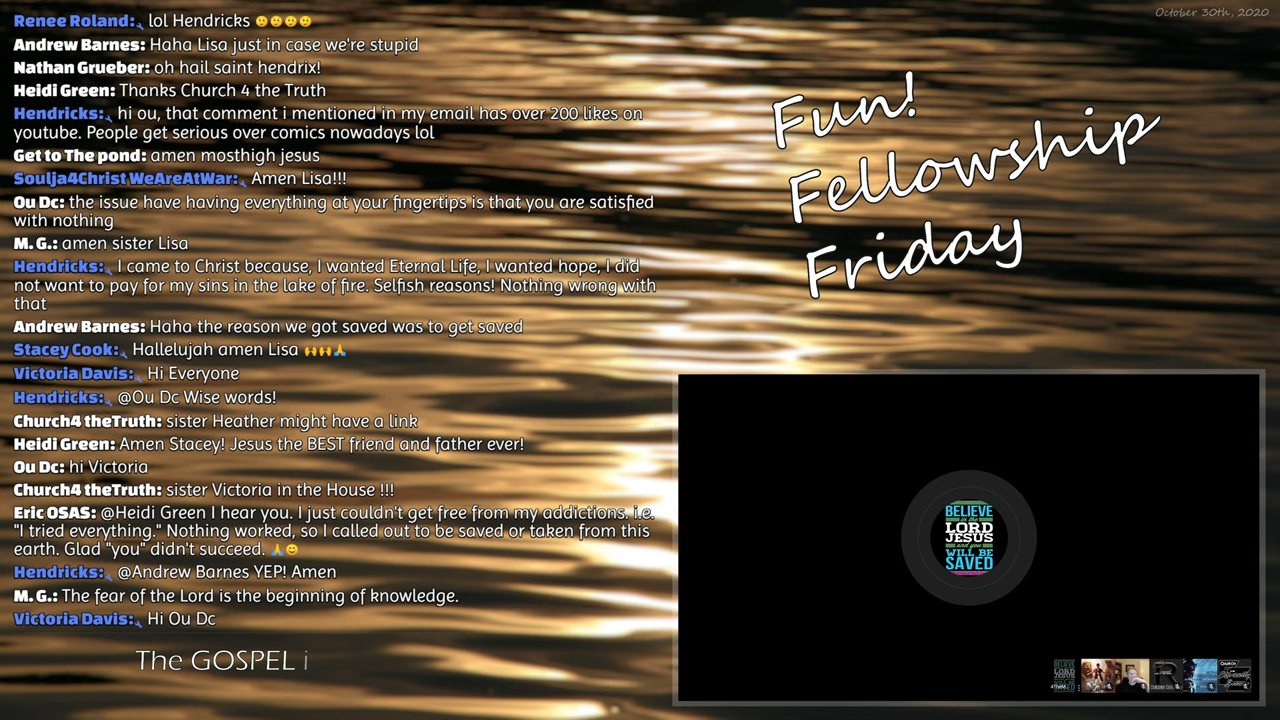 October 30th, 2020
Renee Roland: lol Hendricks 🙂🙂🙂🙂
Andrew Barnes: Haha Lisa just in case we're stupid
Nathan Grueber: oh hail saint hendrix!
Heidi Green: Thanks Church 4 the Truth
Hendricks: hi ou, that comment i mentioned in my email has over 200 likes on
youtube. People get serious over comics nowadays lol
Get to The pond: amen mosthigh jesus
Soulja4Christ WeAreAtWar: Amen Lisa!!!
Ou Dc: the issue have having everything at your fingertips is that you are satisfied
with nothing
M. G.: amen sister Lisa
Hendricks: I came to Christ because, I wanted Eternal Life, I wanted hope, I did
not want to pay for my sins in the lake of fire. Selfish reasons! Nothing wrong with
that
Andrew Barnes: Haha the reason we got saved was to get saved
Stacey Cook: Hallelujah amen Lisa 🙌🙌🙏
Victoria Davis: Hi Everyone
Hendricks: @Ou Dc Wise words!
Church4 theTruth: sister Heather might have a link
Heidi Green: Amen Stacey! Jesus the BEST friend and father ever!
Ou Dc: hi Victoria
Church4 theTruth: sister Victoria in the House !!!
Eric OSAS: @Heidi Green I hear you. I just couldn't get free from my addictions. i.e.
"I tried everything." Nothing worked, so I called out to be saved or taken from this
earth. Glad "you" didn't succeed. 🙏😊
Hendricks: @Andrew Barnes YEP! Amen
M. G.: The fear of the Lord is the beginning of knowledge.
Victoria Davis: Hi Ou Dc
The GOSPEL i
Fun!
Fellowship
Friday
BELIEVE
in the
LORD
JESUS
and you
WILL BE
SAVED